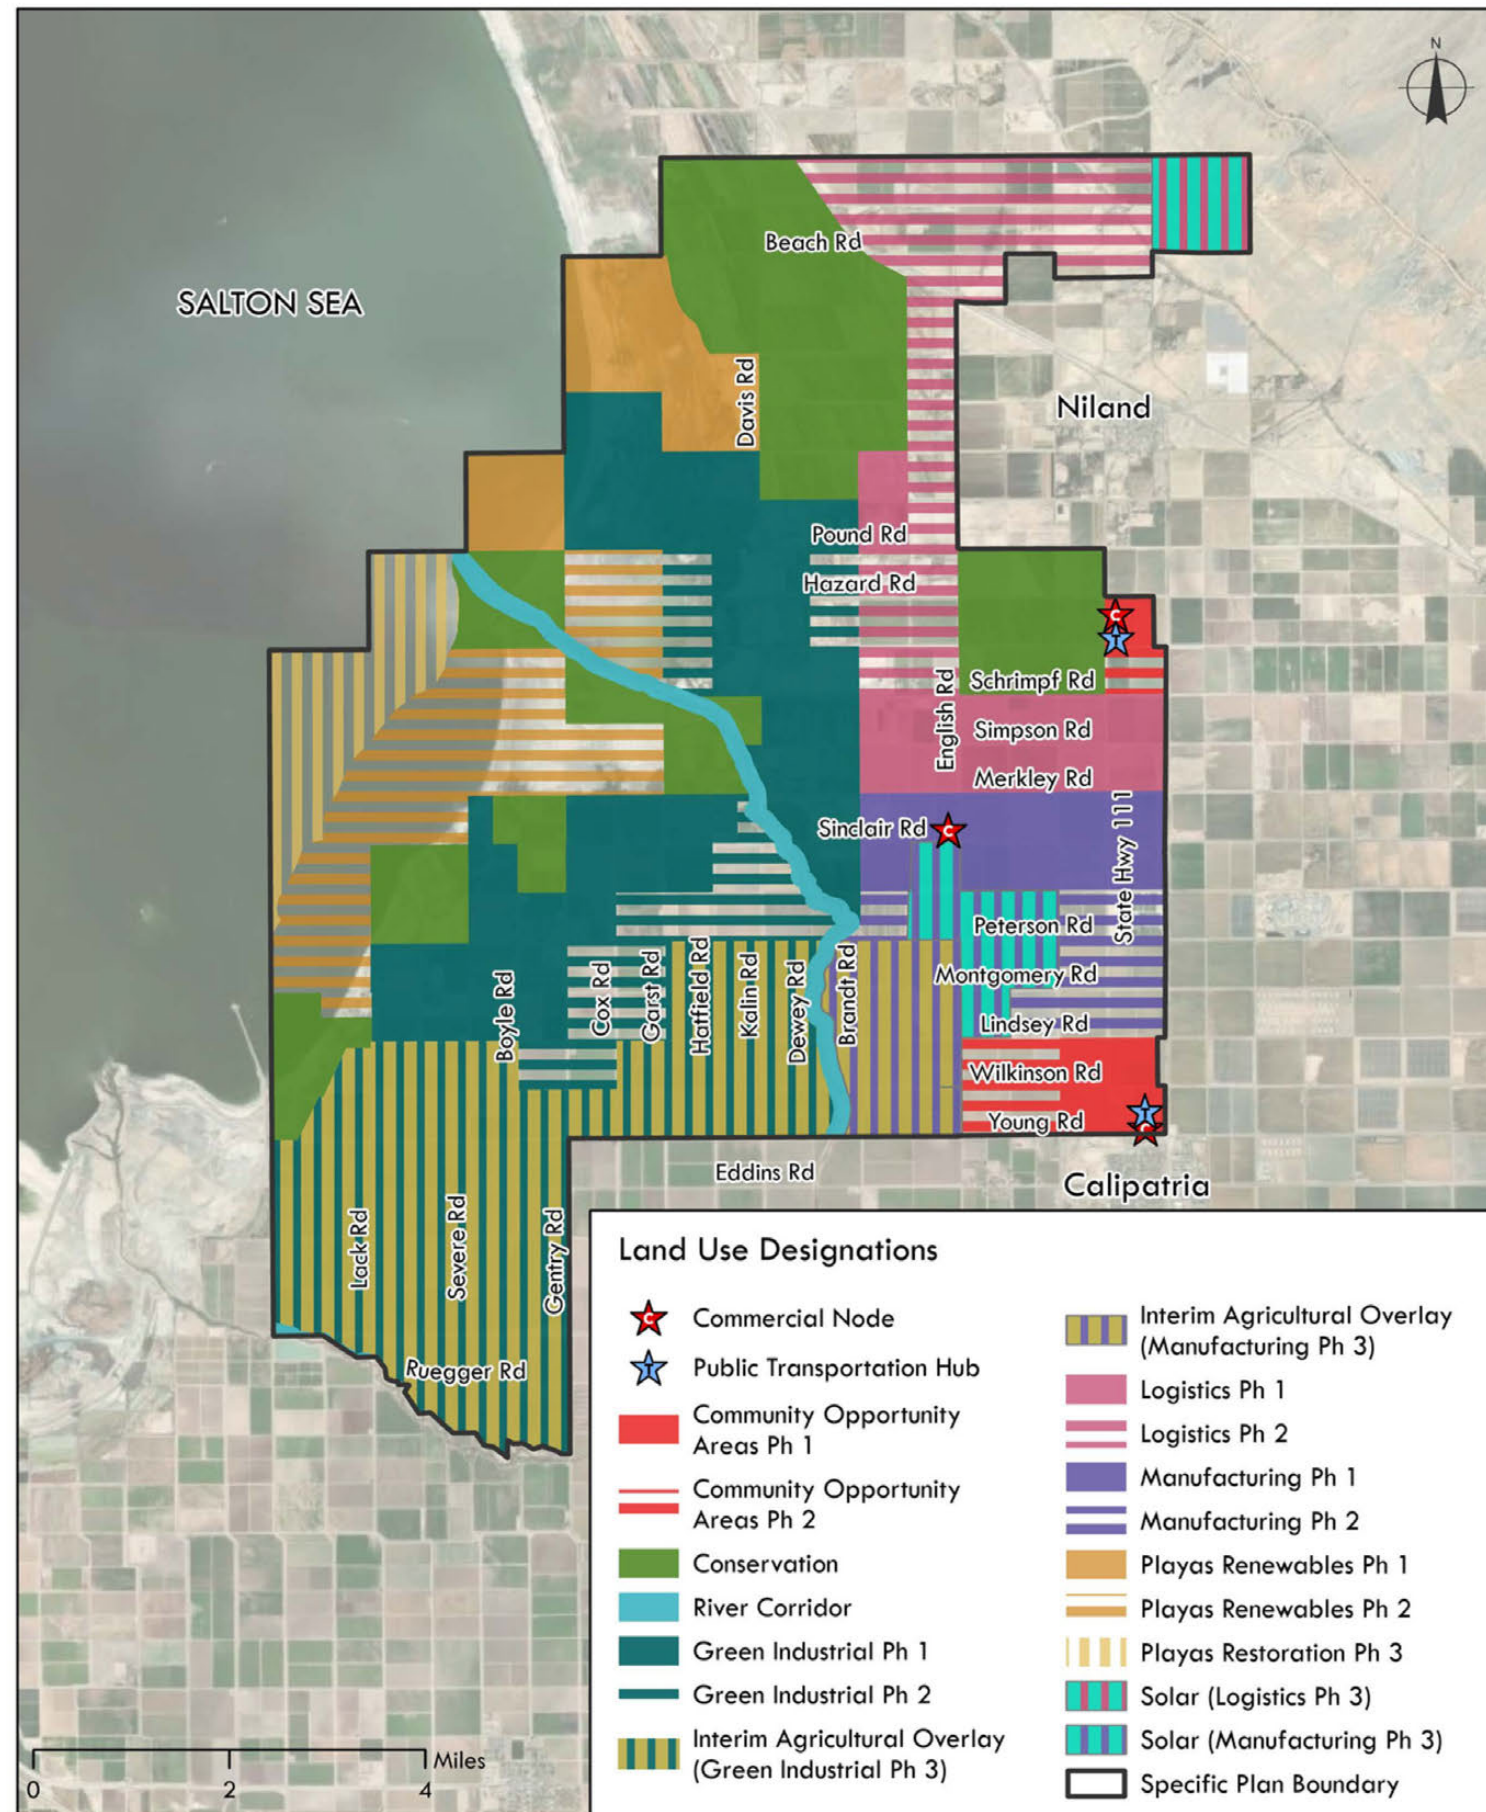 N
Beach Rd
SALTON SEA
Davis Rd
Niland
Pound Rd
Hazard Rd
C
T
Schrimpf Rd
English Rd
Simpson Rd
Merkley Rd
Sinclair Rd
C
State Hwy 111
Peterson Rd
Montgomery Rd
Lindsey Rd
Boyle Rd
Cox Rd
Garst Rd
Hatfield Rd
Kalin Rd
Dewey Rd
Brandt Rd
Wilkinson Rd
Young Rd
T
C
Eddins Rd
Calipatria
Lack Rd
Severe Rd
Gentry Rd
Ruegger Rd
Land Use Designations
C Commercial Node
T Public Transportation Hub
Community Opportunity
Areas Ph 1
Community Opportunity
Areas Ph 2
Conservation
River Corridor
Green Industrial Ph 1
Green Industrial Ph 2
Interim Agricultural Overlay
(Green Industrial Ph 3)
Interim Agricultural Overlay
(Manufacturing Ph 3)
Logistics Ph 1
Logistics Ph 2
Manufacturing Ph 1
Manufacturing Ph 2
Playas Renewables Ph 1
Playas Renewables Ph 2
Playas Restoration Ph 3
Solar (Logistics Ph 3)
Solar (Manufacturing Ph 3)
Specific Plan Boundary
Miles
0 2 4